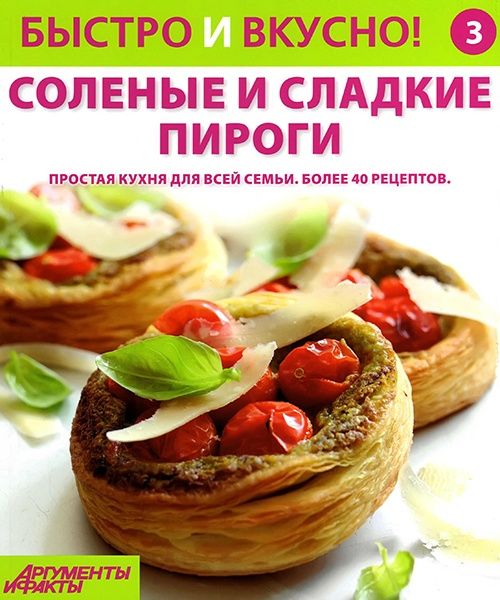 БЫСТРО И ВКУСНО!
3
СОЛЕНЫЕ И СЛАДКИЕ
ПИРОГИ
ПРОСТАЯ КУХНЯ ДЛЯ ВСЕЙ СЕМЬИ. БОЛЕЕ 40 РЕЦЕПТОВ.
АРГУМЕНТЫ
И ФАКТЫ